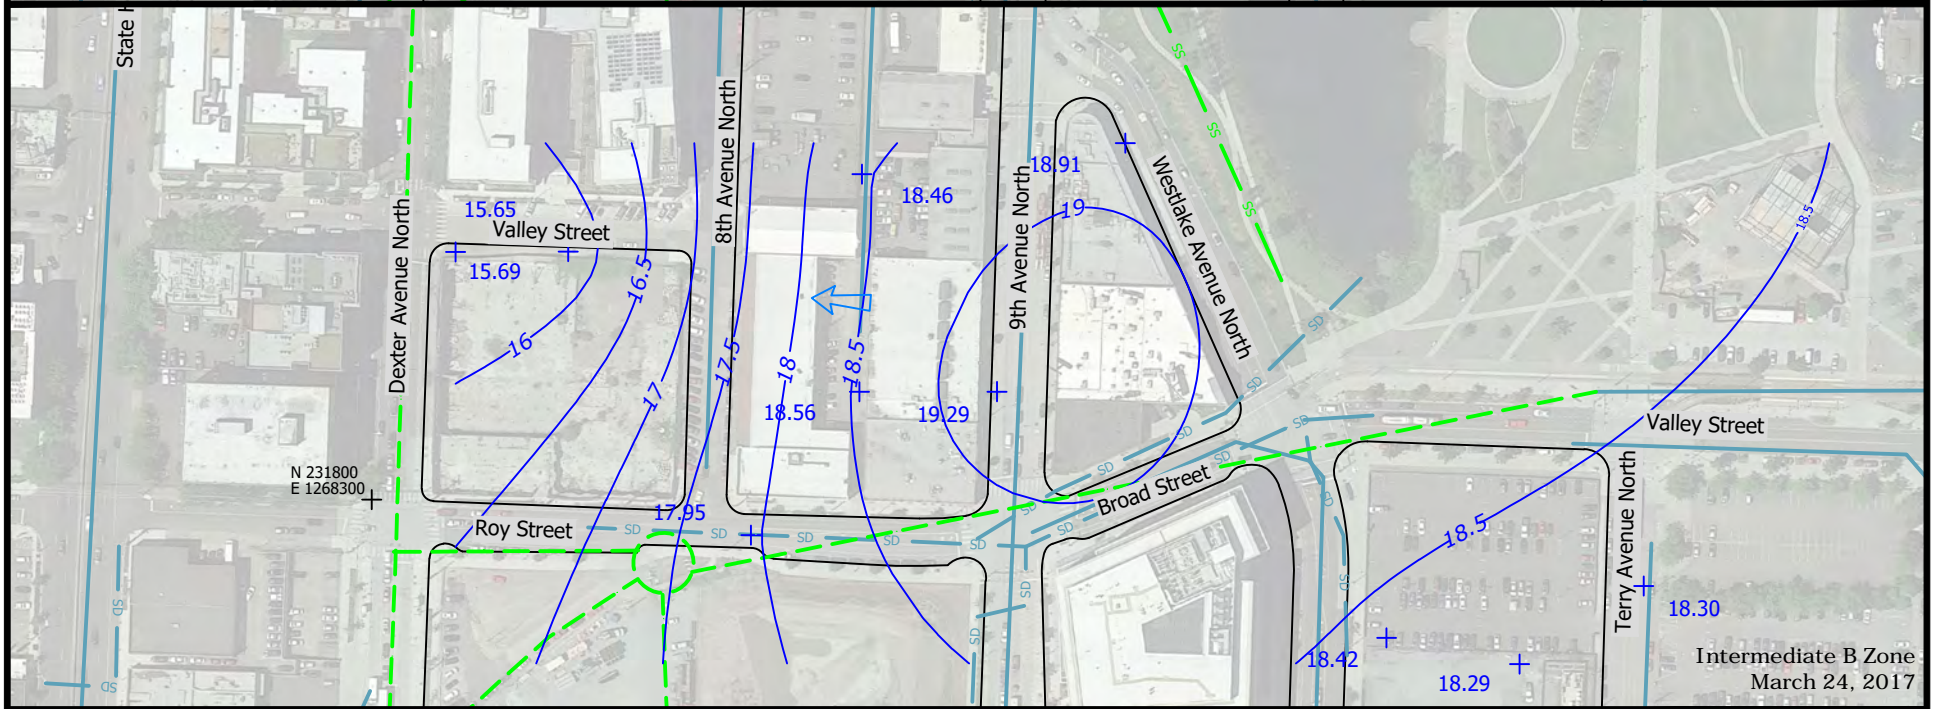 State
SS
SS
SS
8th Avenue North
18.91
18.46
9th Avenue North
Westlake Avenue North
15.65
Valley Street
15.69
Dexter Avenue North
19
18.5
16.5
16
17
17.5
18
18.5
18.56
19.29
SD
SD
SD
SD
SD
SD
Valley Street
N 231800
E 1268300
Broad Street
17.95
Roy Street
SD
SD
SD
SD
SD
SD
SD
SD
18.5
Terry Avenue North
SD
SD
SD
SD
18.30
18.42
18.29
SD
Intermediate B Zone
March 24, 2017